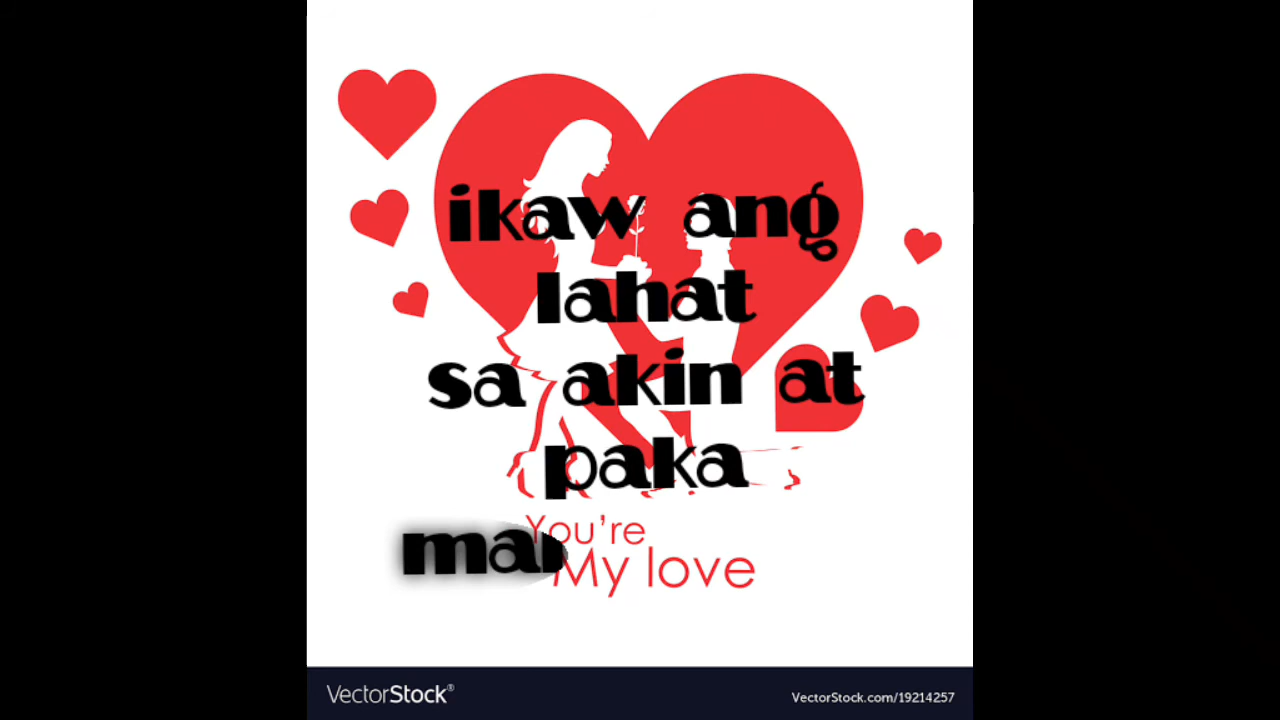 ikaw ang
lahat
sa akin at
paka
You're
My love
VectorStock®
VectorStock.com/19214257